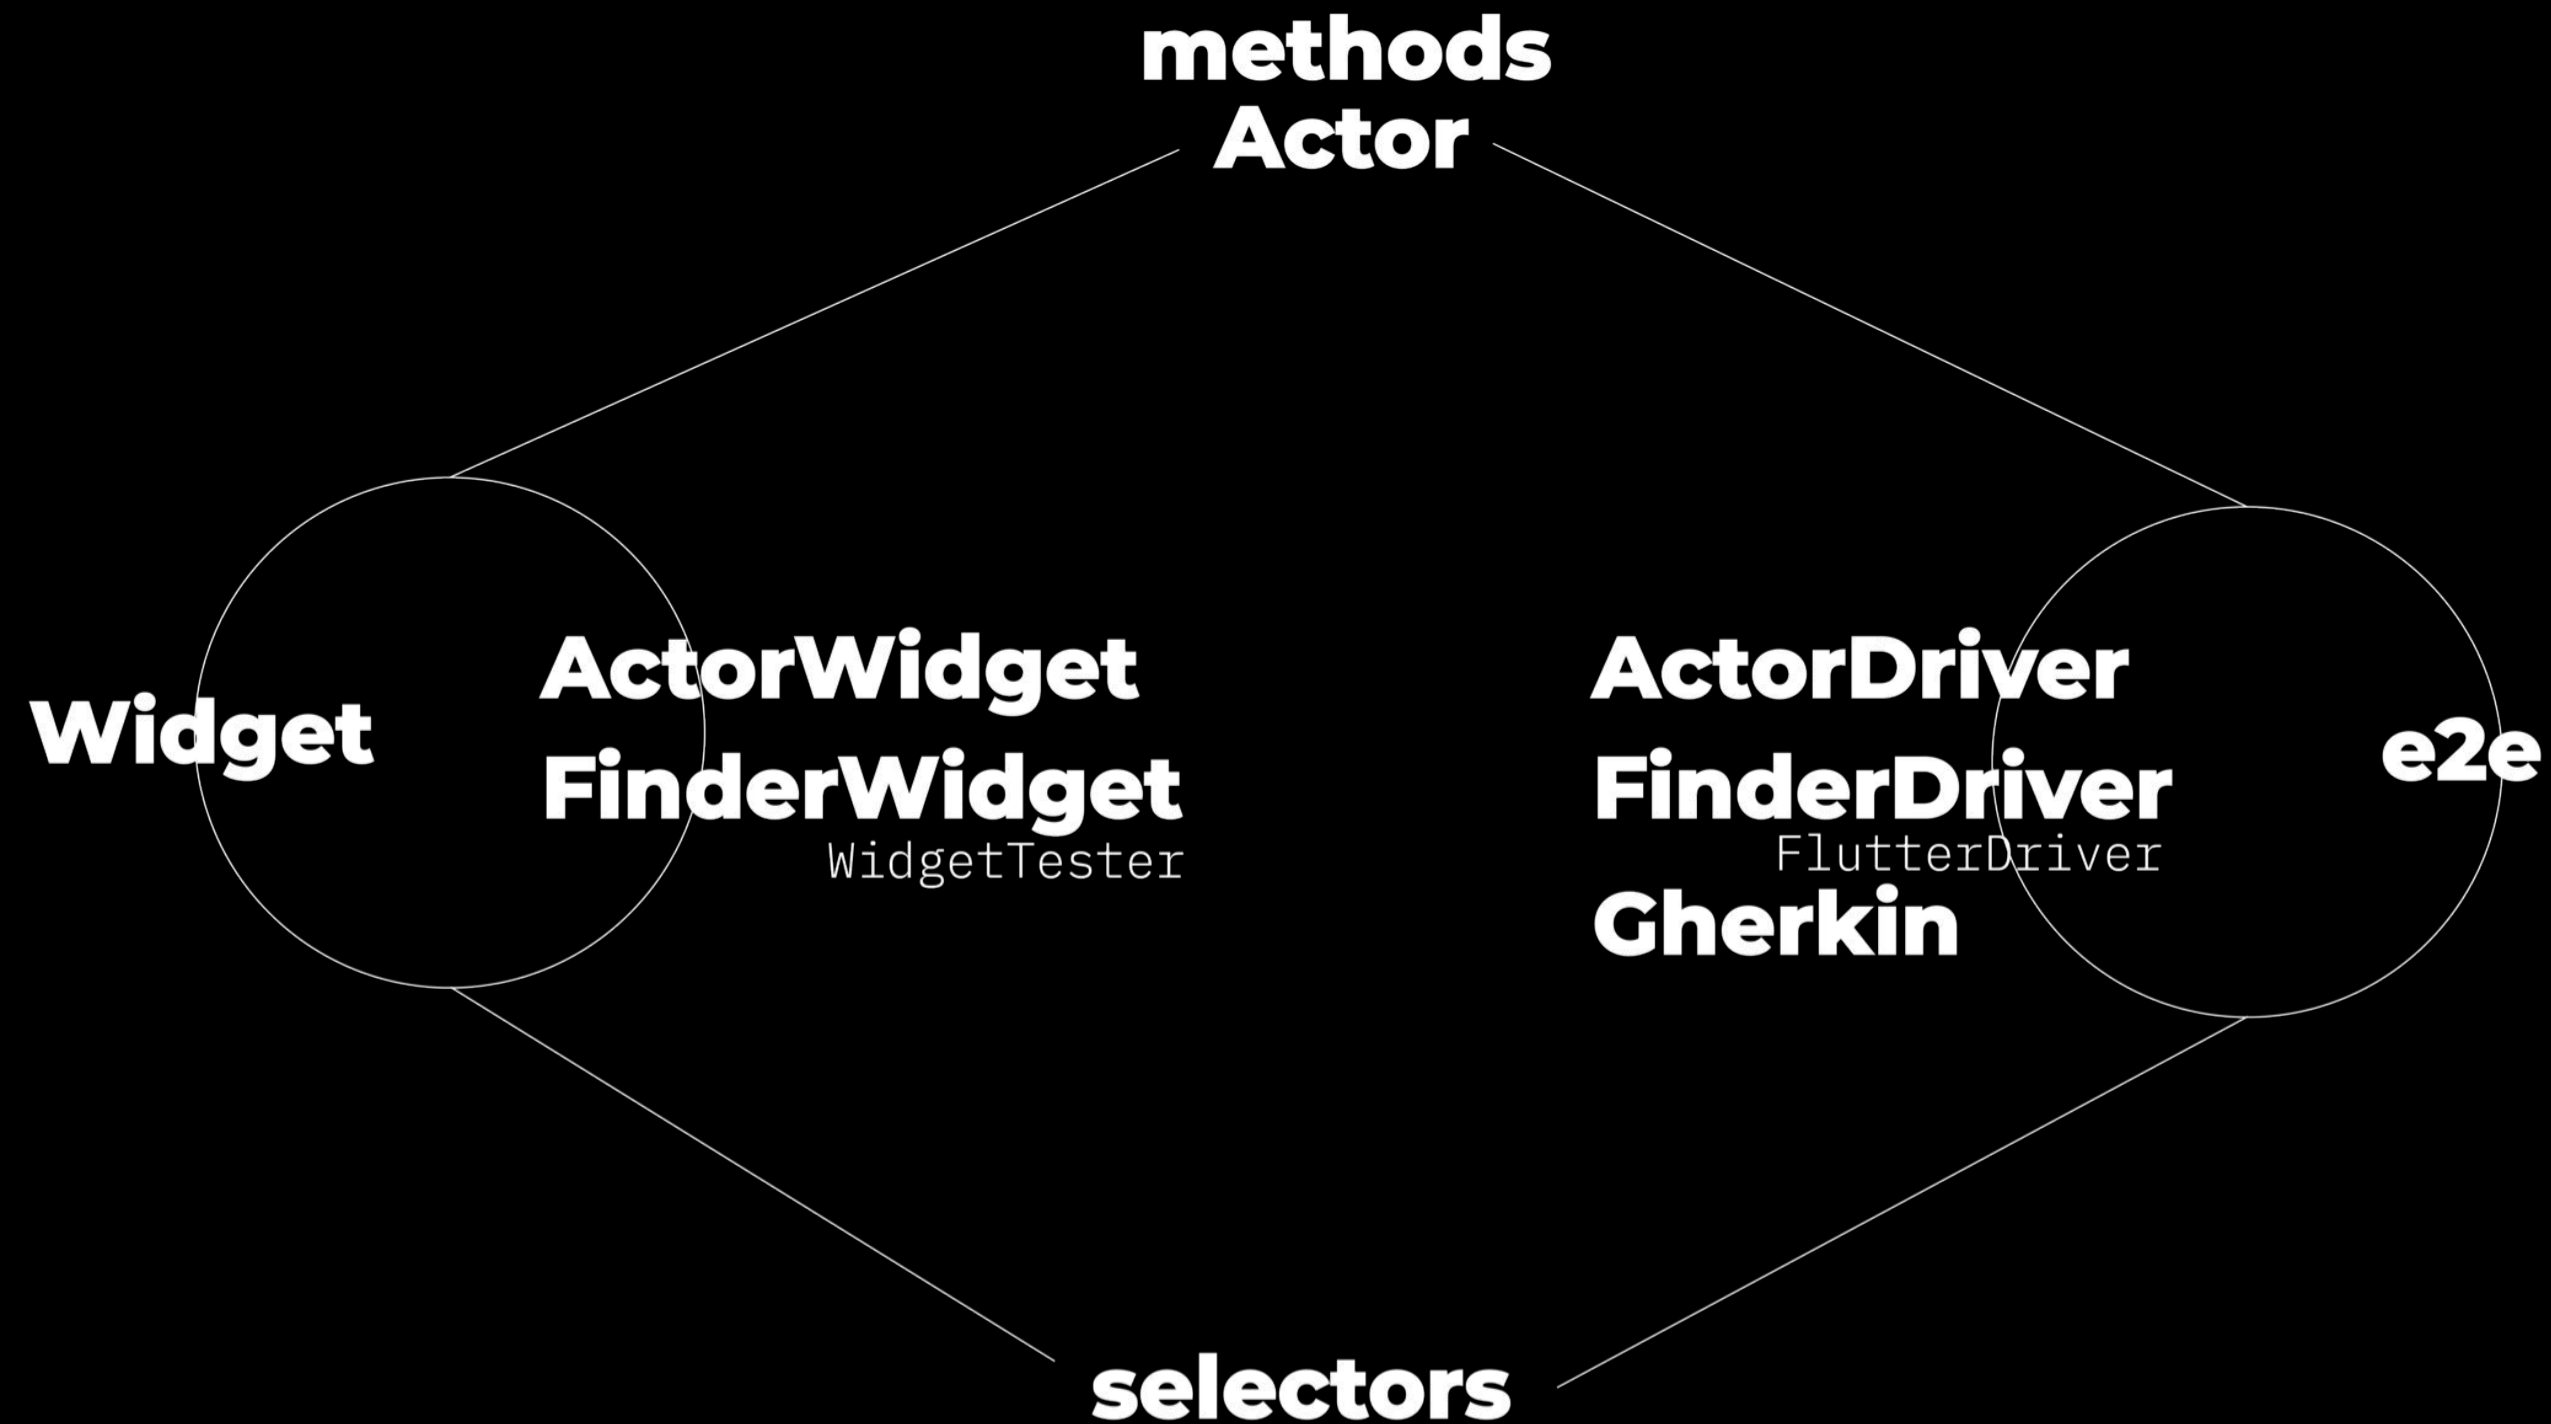 methods
Actor
Widget
ActorWidget
FinderWidget
WidgetTester
ActorDriver
FinderDriver
FlutterDriver
Gherkin
e2e
selectors